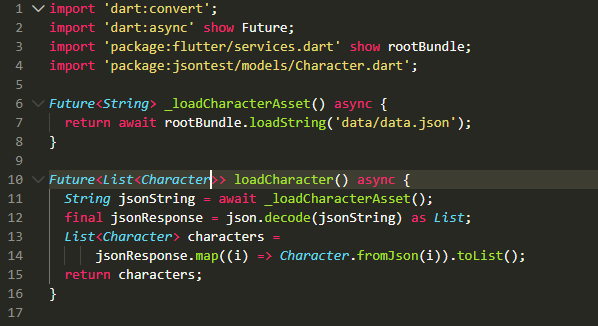 1 import 'dart:convert';
2 import 'dart:async' show Future;
3 import 'package:flutter/services.dart' show rootBundle;
4 import 'package:jsontest/models/Character.dart';
5
6 Future<String> _loadCharacterAsset() async {
7   return await rootBundle.loadString('data/data.json');
8 }
9
10 Future<List<Character>> loadCharacter() async {
11   String jsonString = await _loadCharacterAsset();
12   final jsonResponse = json.decode(jsonString) as List;
13   List<Character> characters =
14       jsonResponse.map((i) => Character.fromJson(i)).toList();
15   return characters;
16 }
17